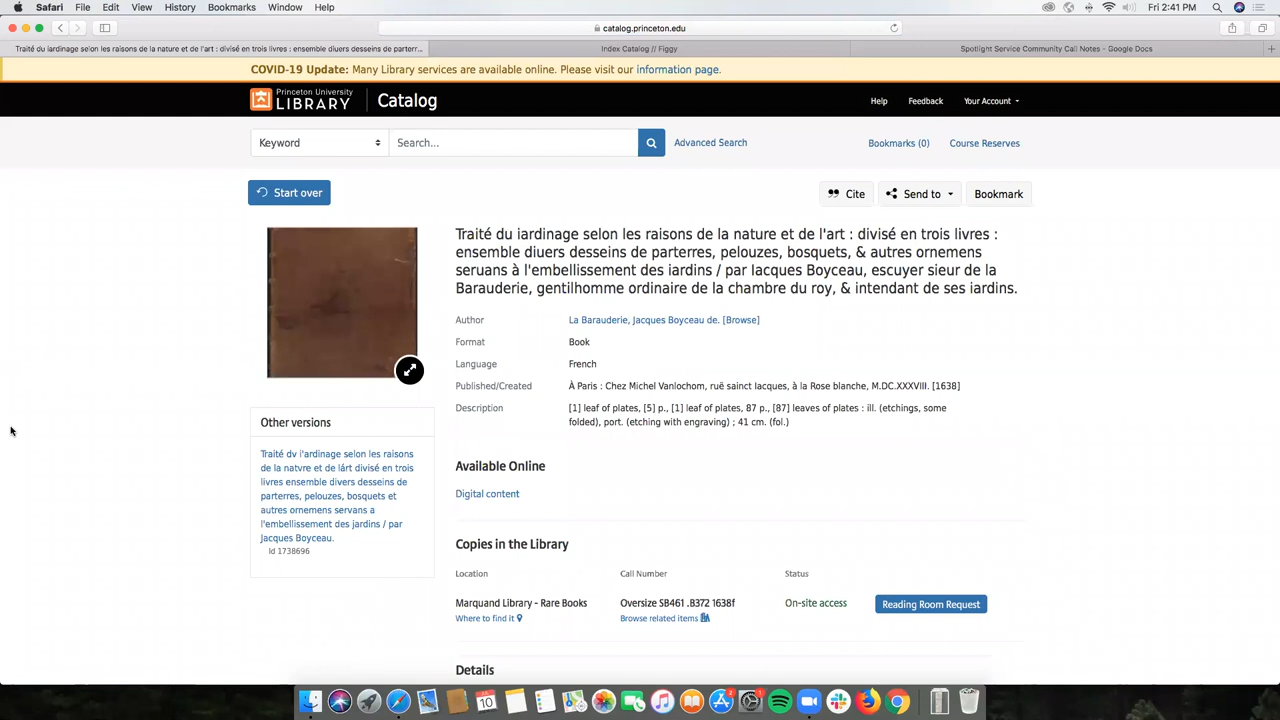 Safari File Edit View History Bookmarks Window Help Fri 2:41 PM
catalog.princeton.edu
Traité du iardinage selon les raisons de la nature et de l'art : divisé en trois livres : ensemble diuers desseins de parterr... Index Catalog // Figgy Spotlight Service Community Call Notes - Google Docs
COVID-19 Update: Many Library services are available online. Please visit our information page.
Princeton University
LIBRARY Catalog Help Feedback Your Account
Keyword Search... Advanced Search Bookmarks (0) Course Reserves
Start over Cite Send to Bookmark
Traité du iardinage selon les raisons de la nature et de l'art : divisé en trois livres :
ensemble diuers desseins de parterres, pelouzes, bosquets, & autres ornemens
seruans à l'embellissement des iardins / par Iacques Boyceau, escuyer sieur de la
Barauderie, gentilhomme ordinaire de la chambre du roy, & intendant de ses iardins.
Author La Barauderie, Jacques Boyceau de. [Browse]
Format Book
Language French
Published/Created À Paris : Chez Michel Vanlochom, ruë sainct Iacques, à la Rose blanche, M.DC.XXXVIII. [1638]
Description [1] leaf of plates, [5] p., [1] leaf of plates, 87 p., [87] leaves of plates : ill. (etchings, some
folded), port. (etching with engraving) ; 41 cm. (fol.)
Other versions
Traité dv i'ardinage selon les raisons
de la natvre et de lárt divisé en trois
livres ensemble divers desseins de
parterres, pelouzes, bosquets et
autres ornemens servans a
l'embellissement des jardins / par
Jacques Boyceau.
Id 1738696
Available Online
Digital content
Copies in the Library
Location Call Number Status
Marquand Library - Rare Books Oversize SB461 .B372 1638f On-site access Reading Room Request
Where to find it Browse related items
Details
10